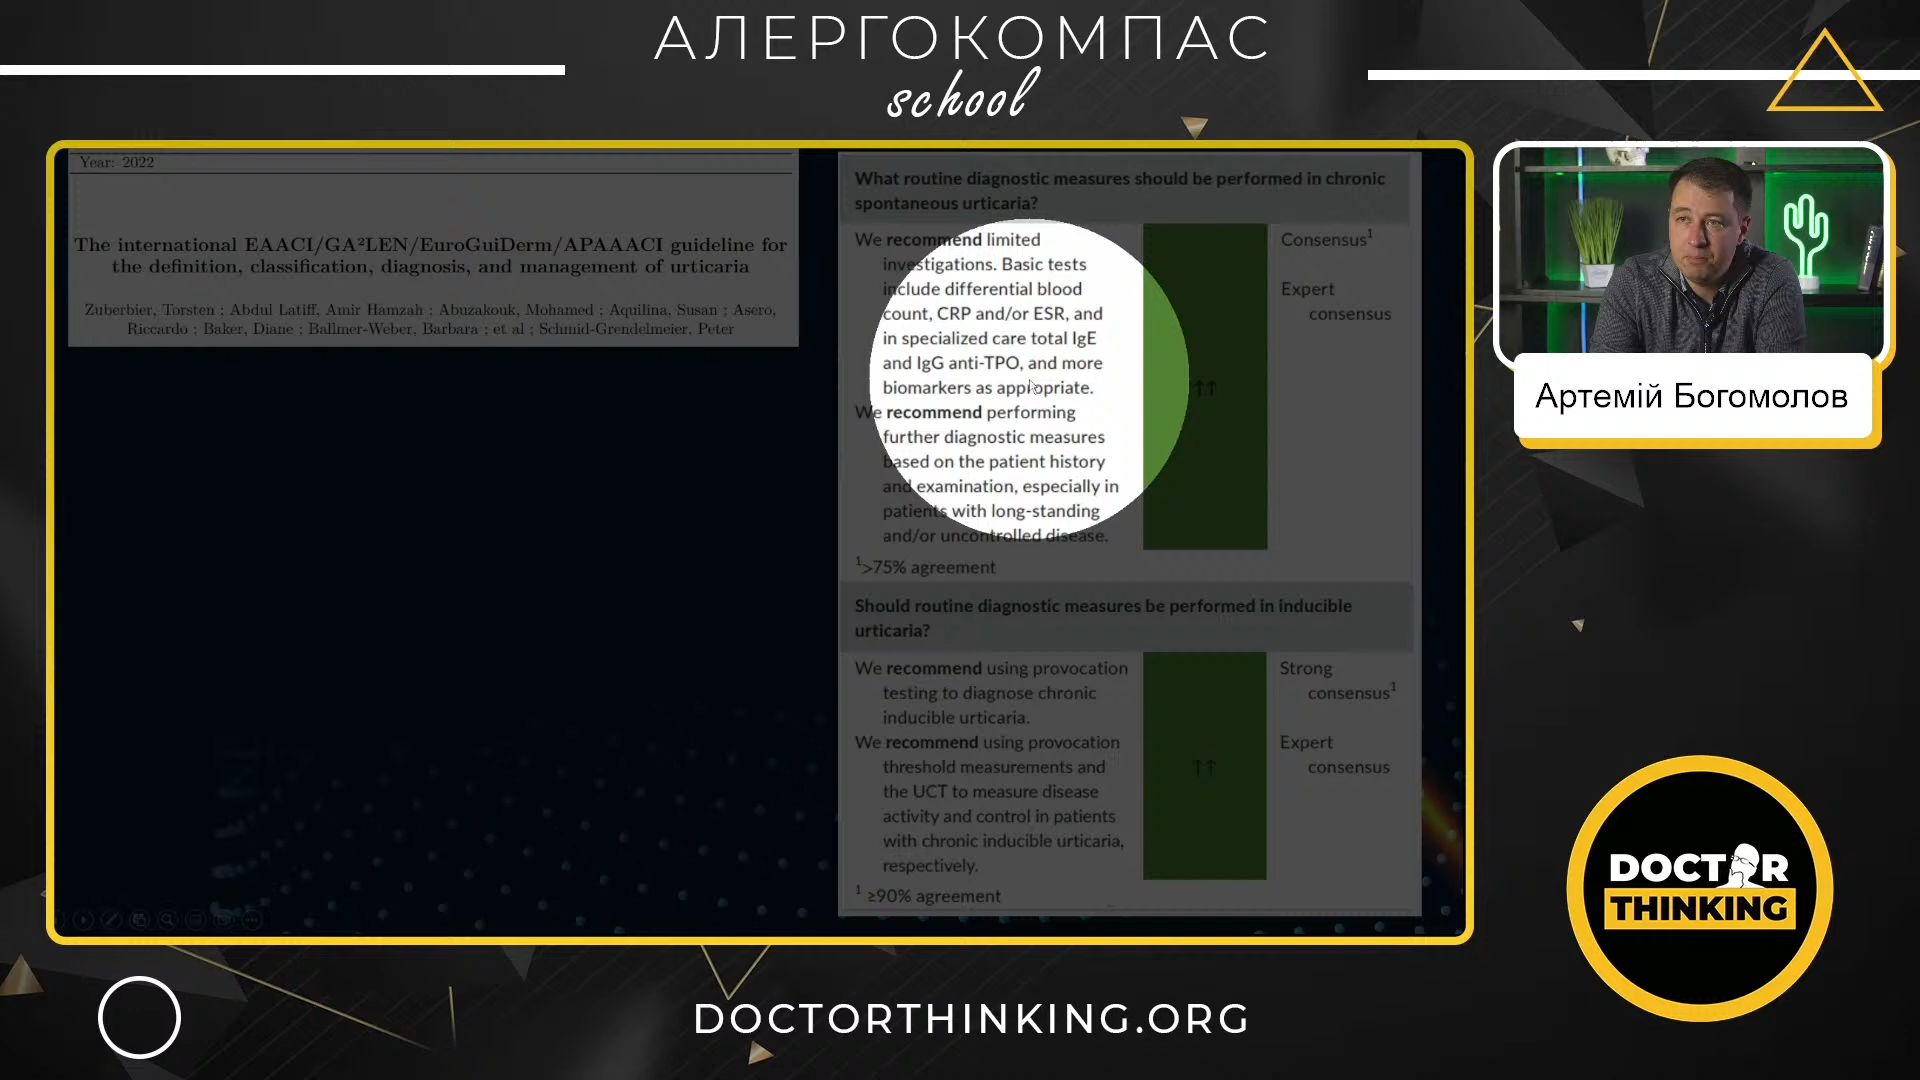 АЛЕРГОКОМПАС
school
Year: 2022
The international EAACI/GA²LEN/EuroGuiDerm/APAAACI guideline for
the definition, classification, diagnosis, and management of urticaria
Zuberbier, Torsten ; Abdul Latiff, Amir Hamzah ; Abuzakouk, Mohamed ; Aquilina, Susan ; Asero,
Riccardo ; Baker, Diane ; Ballmer-Weber, Barbara ; et al ; Schmid-Grendelmeier, Peter
What routine diagnostic measures should be performed in chronic
spontaneous urticaria?
We recommend limited
investigations. Basic tests
include differential blood
count, CRP and/or ESR, and
in specialized care total IgE
and IgG anti-TPO, and more
biomarkers as appropriate.
We recommend performing
further diagnostic measures
based on the patient history
and examination, especially in
patients with long-standing
and/or uncontrolled disease.
↑↑
Consensus¹
Expert
consensus
¹>75% agreement
Should routine diagnostic measures be performed in inducible
urticaria?
We recommend using provocation
testing to diagnose chronic
inducible urticaria.
We recommend using provocation
threshold measurements and
the UCT to measure disease
activity and control in patients
with chronic inducible urticaria,
respectively.
↑↑
Strong
consensus¹
Expert
consensus
¹ ≥90% agreement
Артемій Богомолов
DOCTOR
THINKING
DOCTORTHINKING.ORG